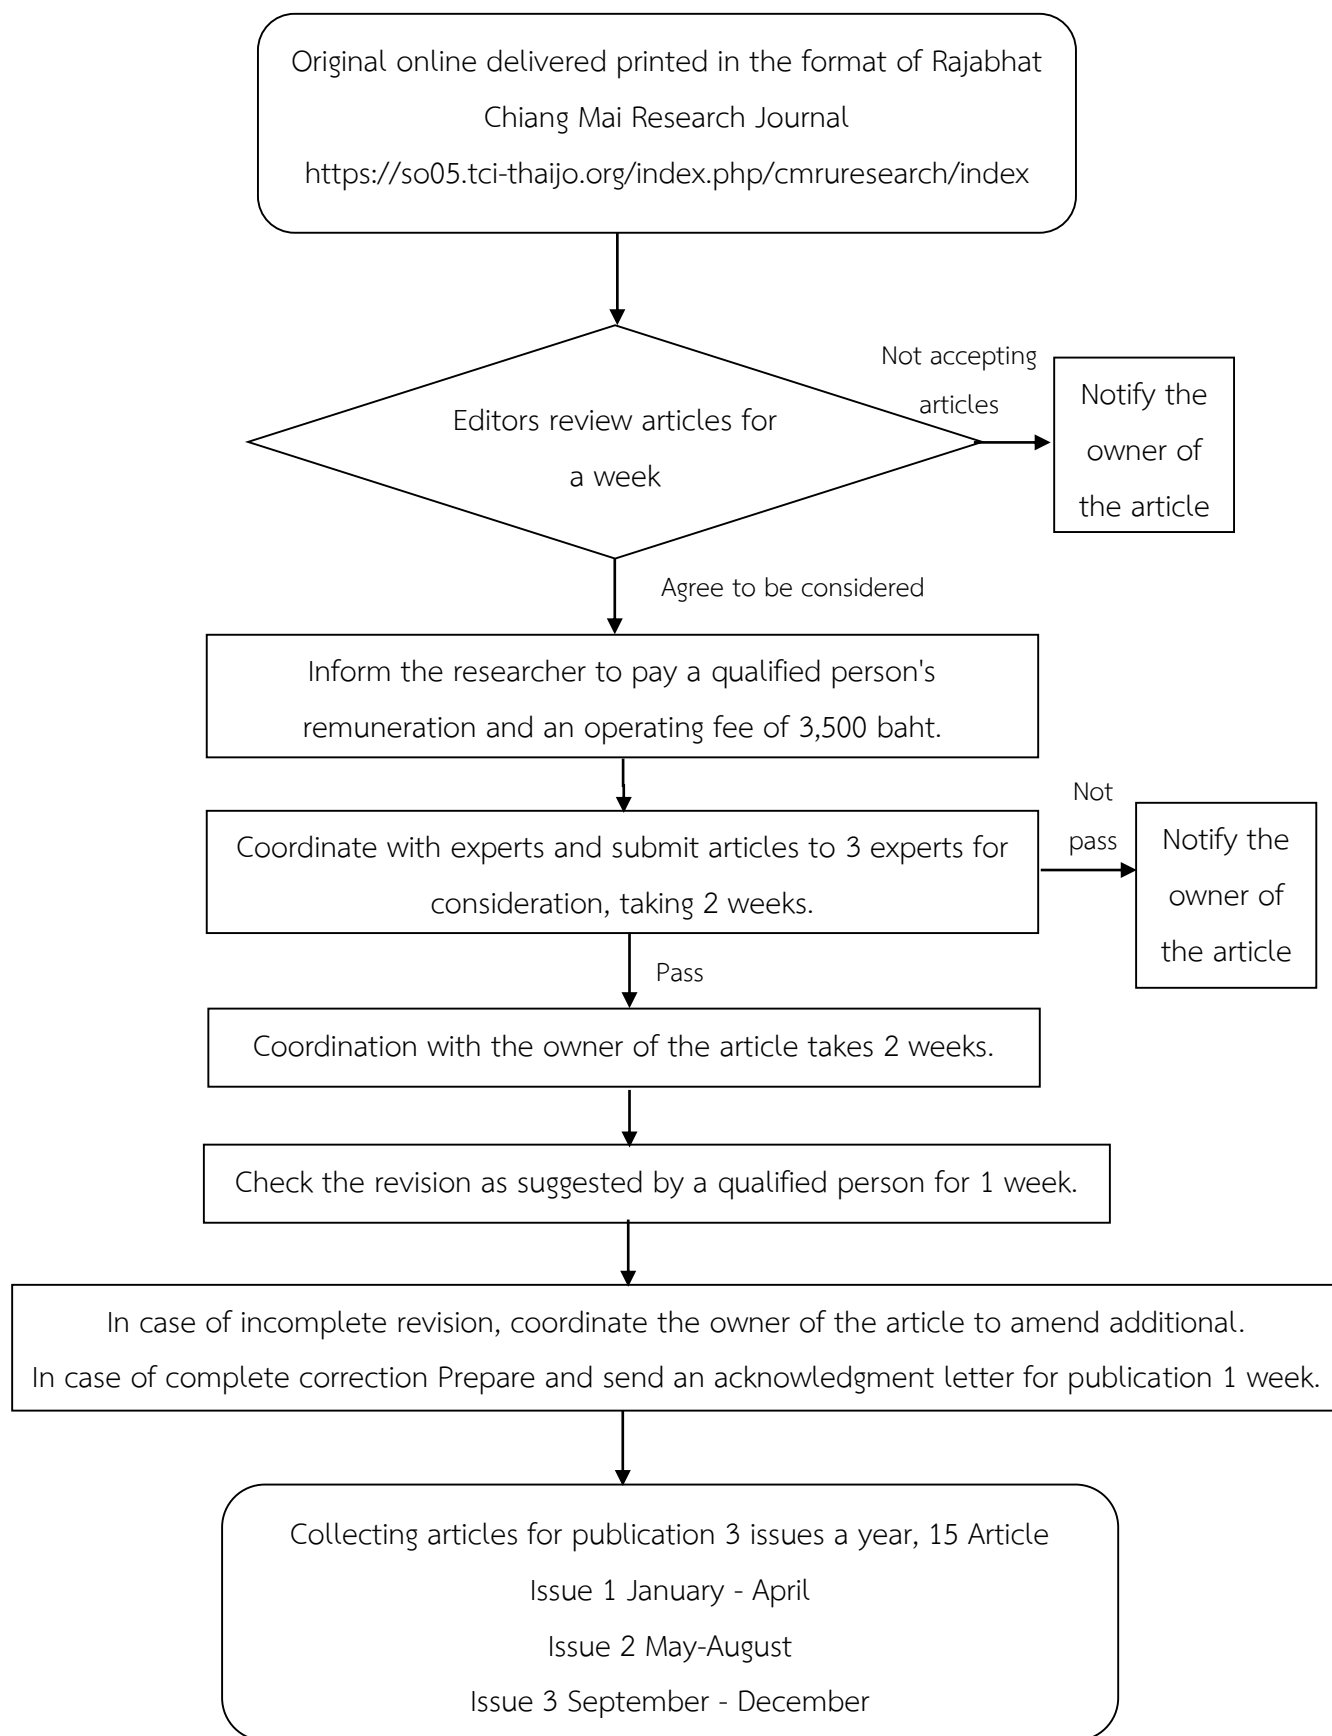 Original online delivered printed in the format of Rajabhat
Chiang Mai Research Journal
https://so05.tci-thaijo.org/index.php/cmruresearch/index
Editors review articles for
a week
Not accepting
articles
Notify the
owner of
the article
Agree to be considered
Inform the researcher to pay a qualified person's
remuneration and an operating fee of 3,500 baht.
Coordinate with experts and submit articles to 3 experts for
consideration, taking 2 weeks.
Not
pass
Notify the
owner of
the article
Pass
Coordination with the owner of the article takes 2 weeks.
Check the revision as suggested by a qualified person for 1 week.
In case of incomplete revision, coordinate the owner of the article to amend additional.
In case of complete correction Prepare and send an acknowledgment letter for publication 1 week.
Collecting articles for publication 3 issues a year, 15 Article
Issue 1 January - April
Issue 2 May-August
Issue 3 September - December